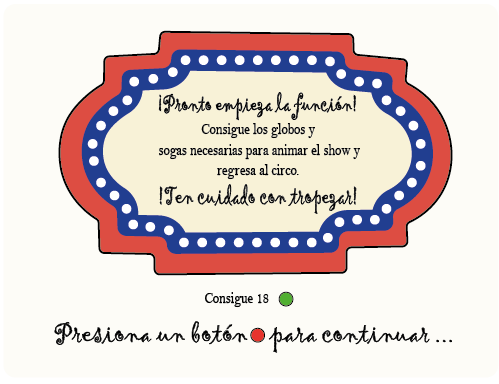 ¡Pronto empieza la función!
Consigue los globos y
sogas necesarias para animar el show y
regresa al circo.
¡Ten cuidado con tropezar!
Consigue 18
Presiona un botón para continuar ...